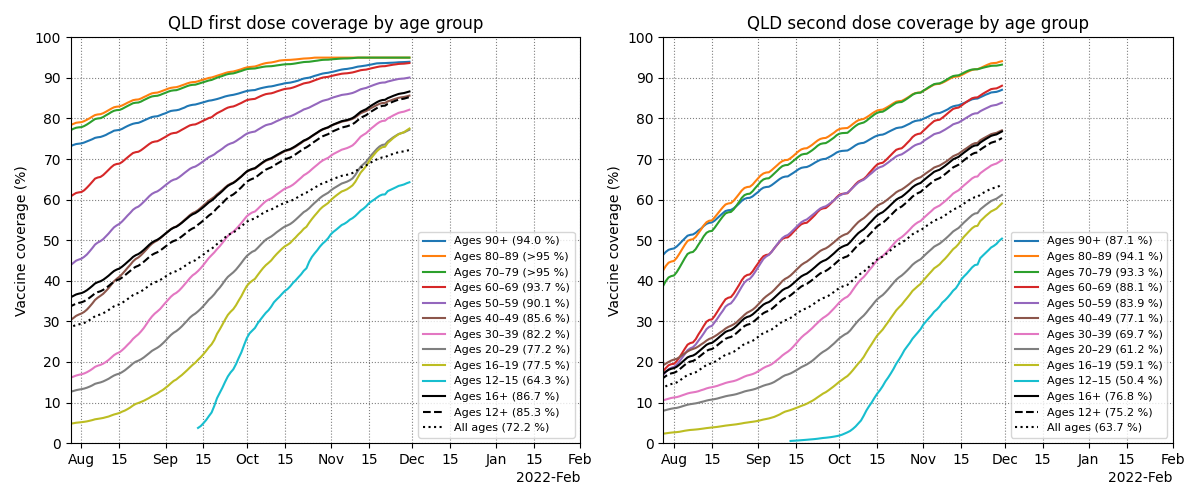 QLD first dose coverage by age group
Vaccine coverage (%)
100
90
80
70
60
50
40
30
20
10
0
Aug 15 Sep 15 Oct 15 Nov 15 Dec 15 Jan 15 Feb
2022-Feb
Ages 90+ (94.0 %)
Ages 80–89 (>95 %)
Ages 70–79 (>95 %)
Ages 60–69 (93.7 %)
Ages 50–59 (90.1 %)
Ages 40–49 (85.6 %)
Ages 30–39 (82.2 %)
Ages 20–29 (77.2 %)
Ages 16–19 (77.5 %)
Ages 12–15 (64.3 %)
Ages 16+ (86.7 %)
Ages 12+ (85.3 %)
All ages (72.2 %)
QLD second dose coverage by age group
Vaccine coverage (%)
100
90
80
70
60
50
40
30
20
10
0
Aug 15 Sep 15 Oct 15 Nov 15 Dec 15 Jan 15 Feb
2022-Feb
Ages 90+ (87.1 %)
Ages 80–89 (94.1 %)
Ages 70–79 (93.3 %)
Ages 60–69 (88.1 %)
Ages 50–59 (83.9 %)
Ages 40–49 (77.1 %)
Ages 30–39 (69.7 %)
Ages 20–29 (61.2 %)
Ages 16–19 (59.1 %)
Ages 12–15 (50.4 %)
Ages 16+ (76.8 %)
Ages 12+ (75.2 %)
All ages (63.7 %)